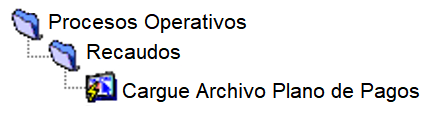 Procesos Operativos
Recaudos
Cargue Archivo Plano de Pagos